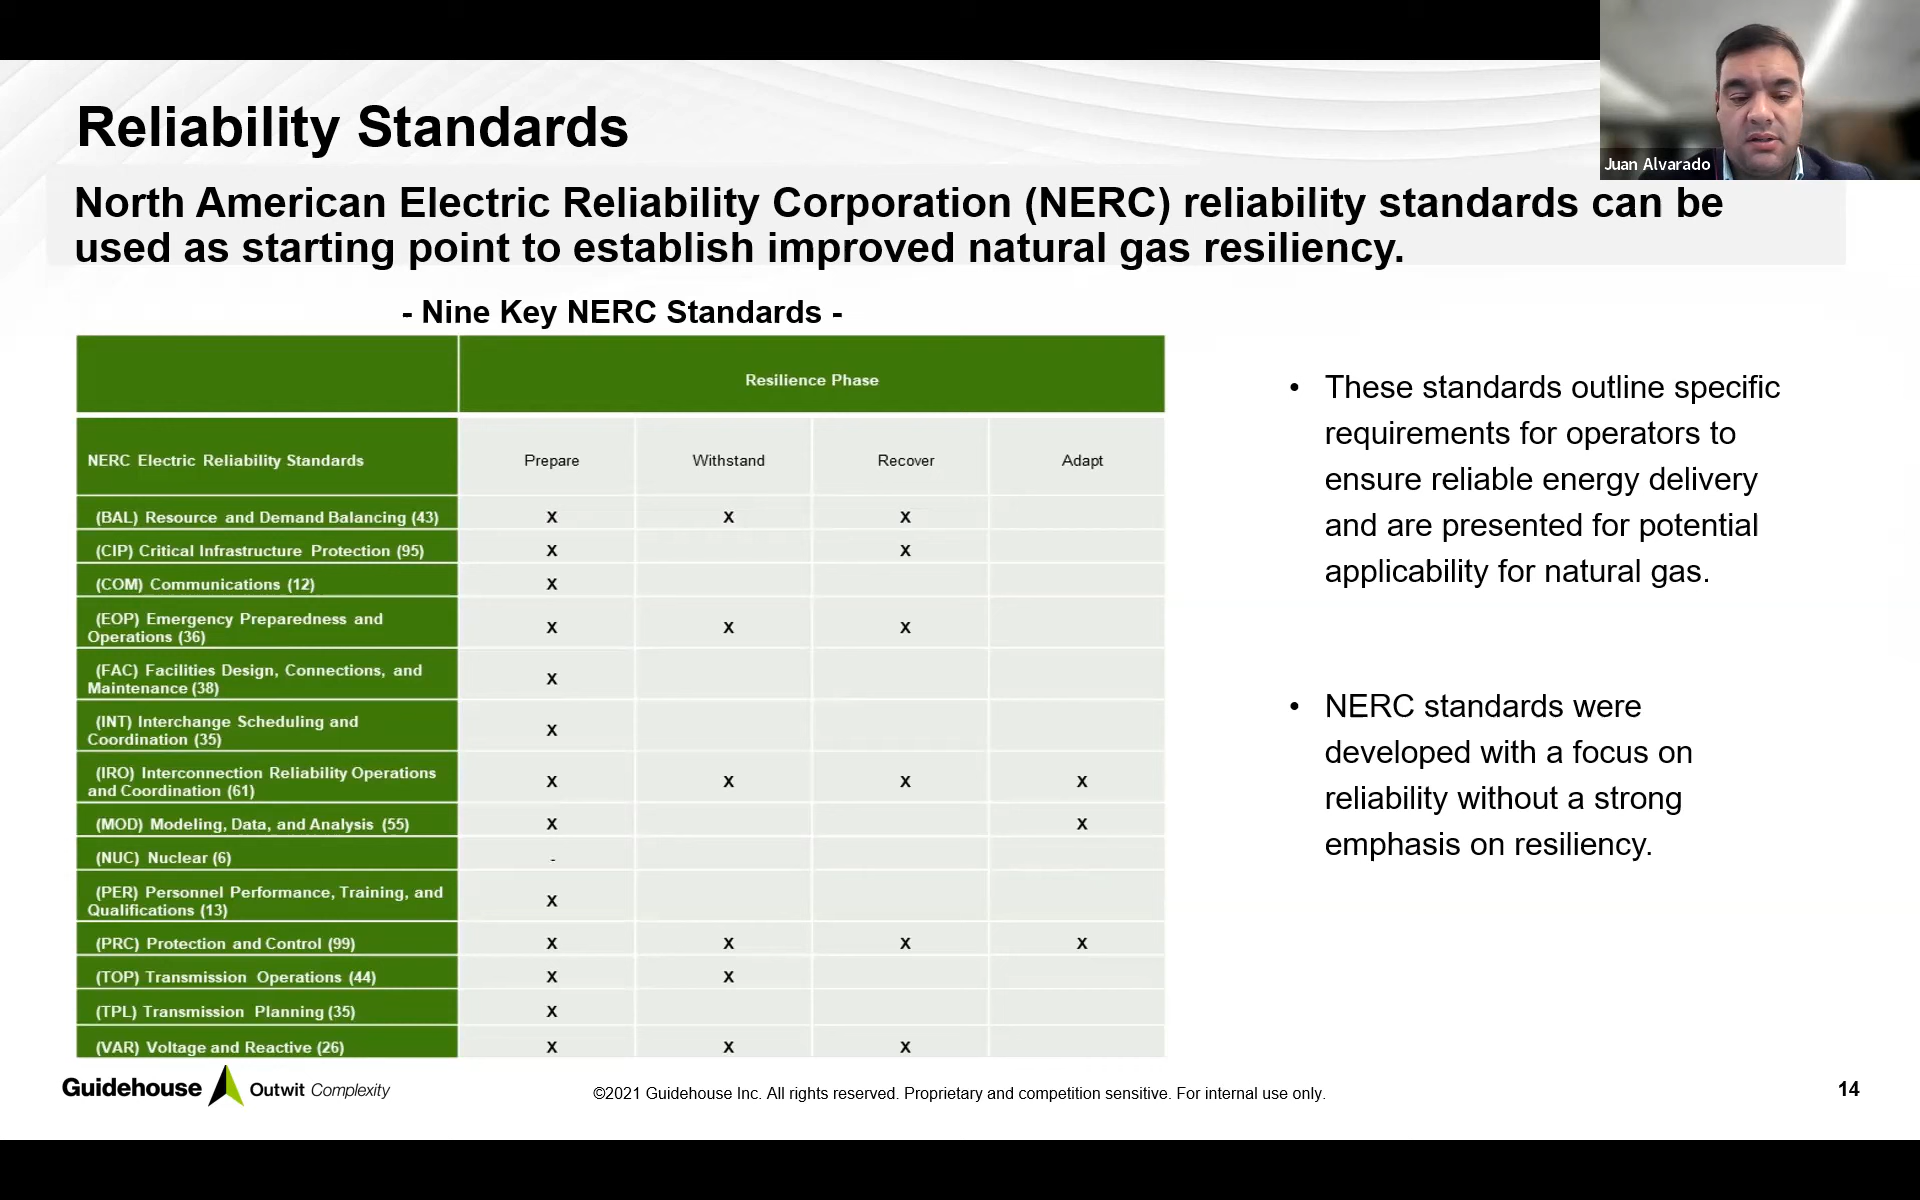 Juan Alvarado
Reliability Standards
North American Electric Reliability Corporation (NERC) reliability standards can be
used as starting point to establish improved natural gas resiliency.
- Nine Key NERC Standards -
Resilience Phase
NERC Electric Reliability Standards Prepare Withstand Recover Adapt
(BAL) Resource and Demand Balancing (43) X X X
(CIP) Critical Infrastructure Protection (95) X X
(COM) Communications (12) X
(EOP) Emergency Preparedness and
Operations (36) X X X
(FAC) Facilities Design, Connections, and
Maintenance (38) X
(INT) Interchange Scheduling and
Coordination (35) X
(IRO) Interconnection Reliability Operations
and Coordination (61) X X X X
(MOD) Modeling, Data, and Analysis (55) X X
(NUC) Nuclear (6) -
(PER) Personnel Performance, Training, and
Qualifications (13) X
(PRC) Protection and Control (99) X X X X
(TOP) Transmission Operations (44) X X
(TPL) Transmission Planning (35) X
(VAR) Voltage and Reactive (26) X X X
• These standards outline specific
requirements for operators to
ensure reliable energy delivery
and are presented for potential
applicability for natural gas.
• NERC standards were
developed with a focus on
reliability without a strong
emphasis on resiliency.
Guidehouse Outwit Complexity
©2021 Guidehouse Inc. All rights reserved. Proprietary and competition sensitive. For internal use only.
14